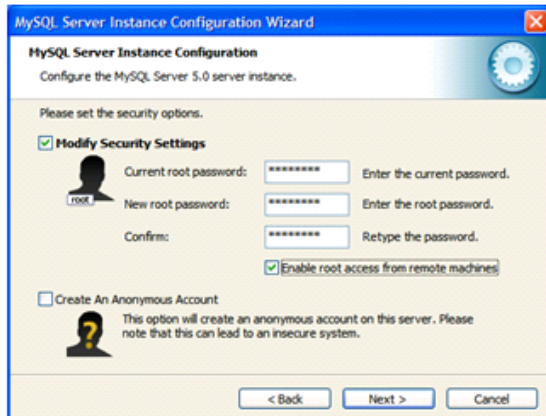 MySQL Server Instance Configuration Wizard
MySQL Server Instance Configuration
Configure the MySQL Server 5.0 server instance.
Please set the security options.
Modify Security Settings
root
Current root password: ******** Enter the current password.
New root password: ******** Enter the root password.
Confirm: ******** Retype the password.
Enable root access from remote machines
Create An Anonymous Account
This option will create an anonymous account on this server. Please
note that this can lead to an insecure system.
< Back Next > Cancel